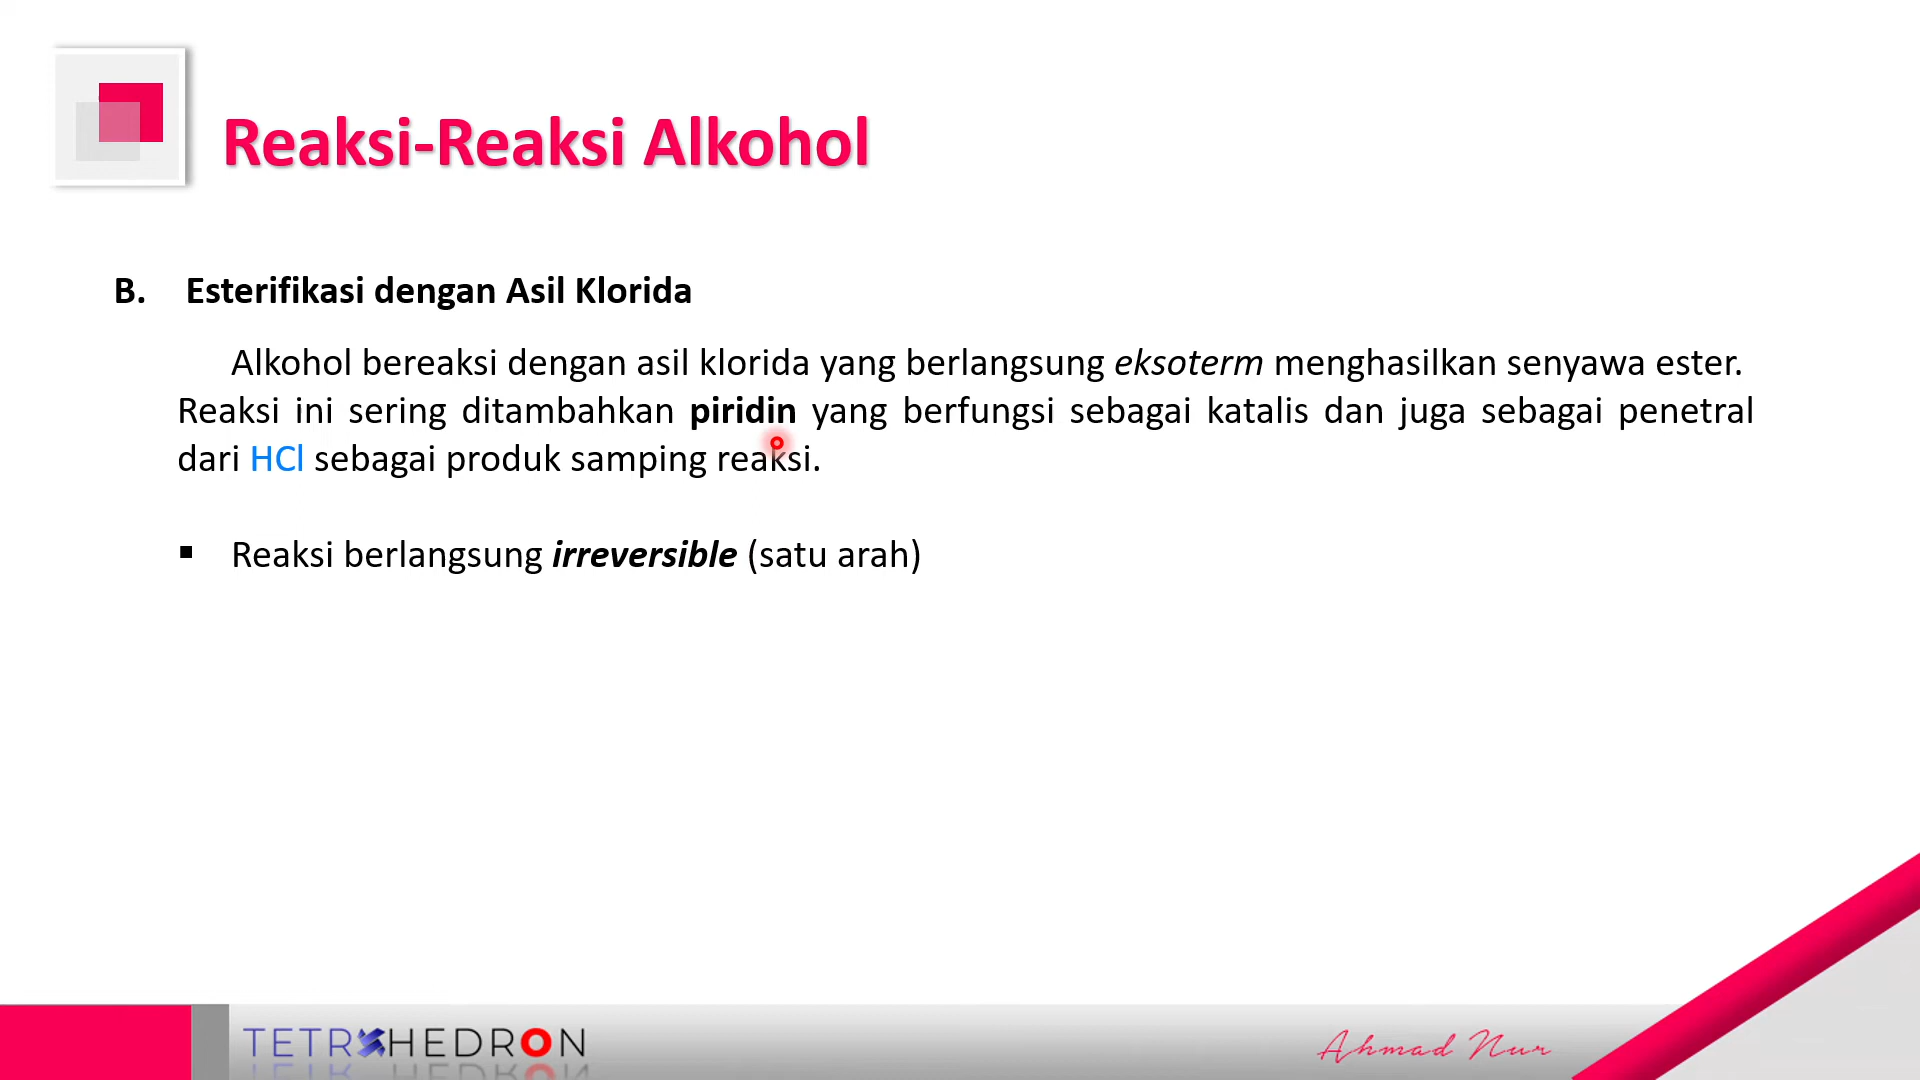 Reaksi-Reaksi Alkohol
B. Esterifikasi dengan Asil Klorida
Alkohol bereaksi dengan asil klorida yang berlangsung eksoterm menghasilkan senyawa ester.
Reaksi ini sering ditambahkan piridin yang berfungsi sebagai katalis dan juga sebagai penetral
dari HCl sebagai produk samping reaksi.
▪ Reaksi berlangsung irreversible (satu arah)
TETRAHEDRON
Ahmad Nur